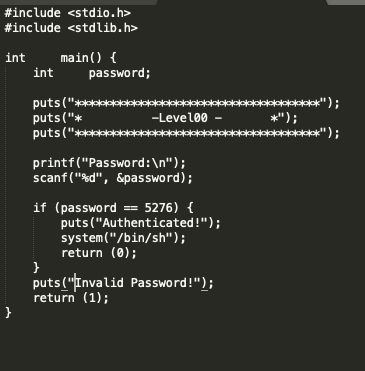 #include <stdio.h>
#include <stdlib.h>
int     main() {
    int     password;
    puts("***********************************");
    puts("*          -Level00 -       *");
    puts("***********************************");
    printf("Password:\n");
    scanf("%d", &password);
    if (password == 5276) {
        puts("Authenticated!");
        system("/bin/sh");
        return (0);
    }
    puts("Invalid Password!");
    return (1);
}